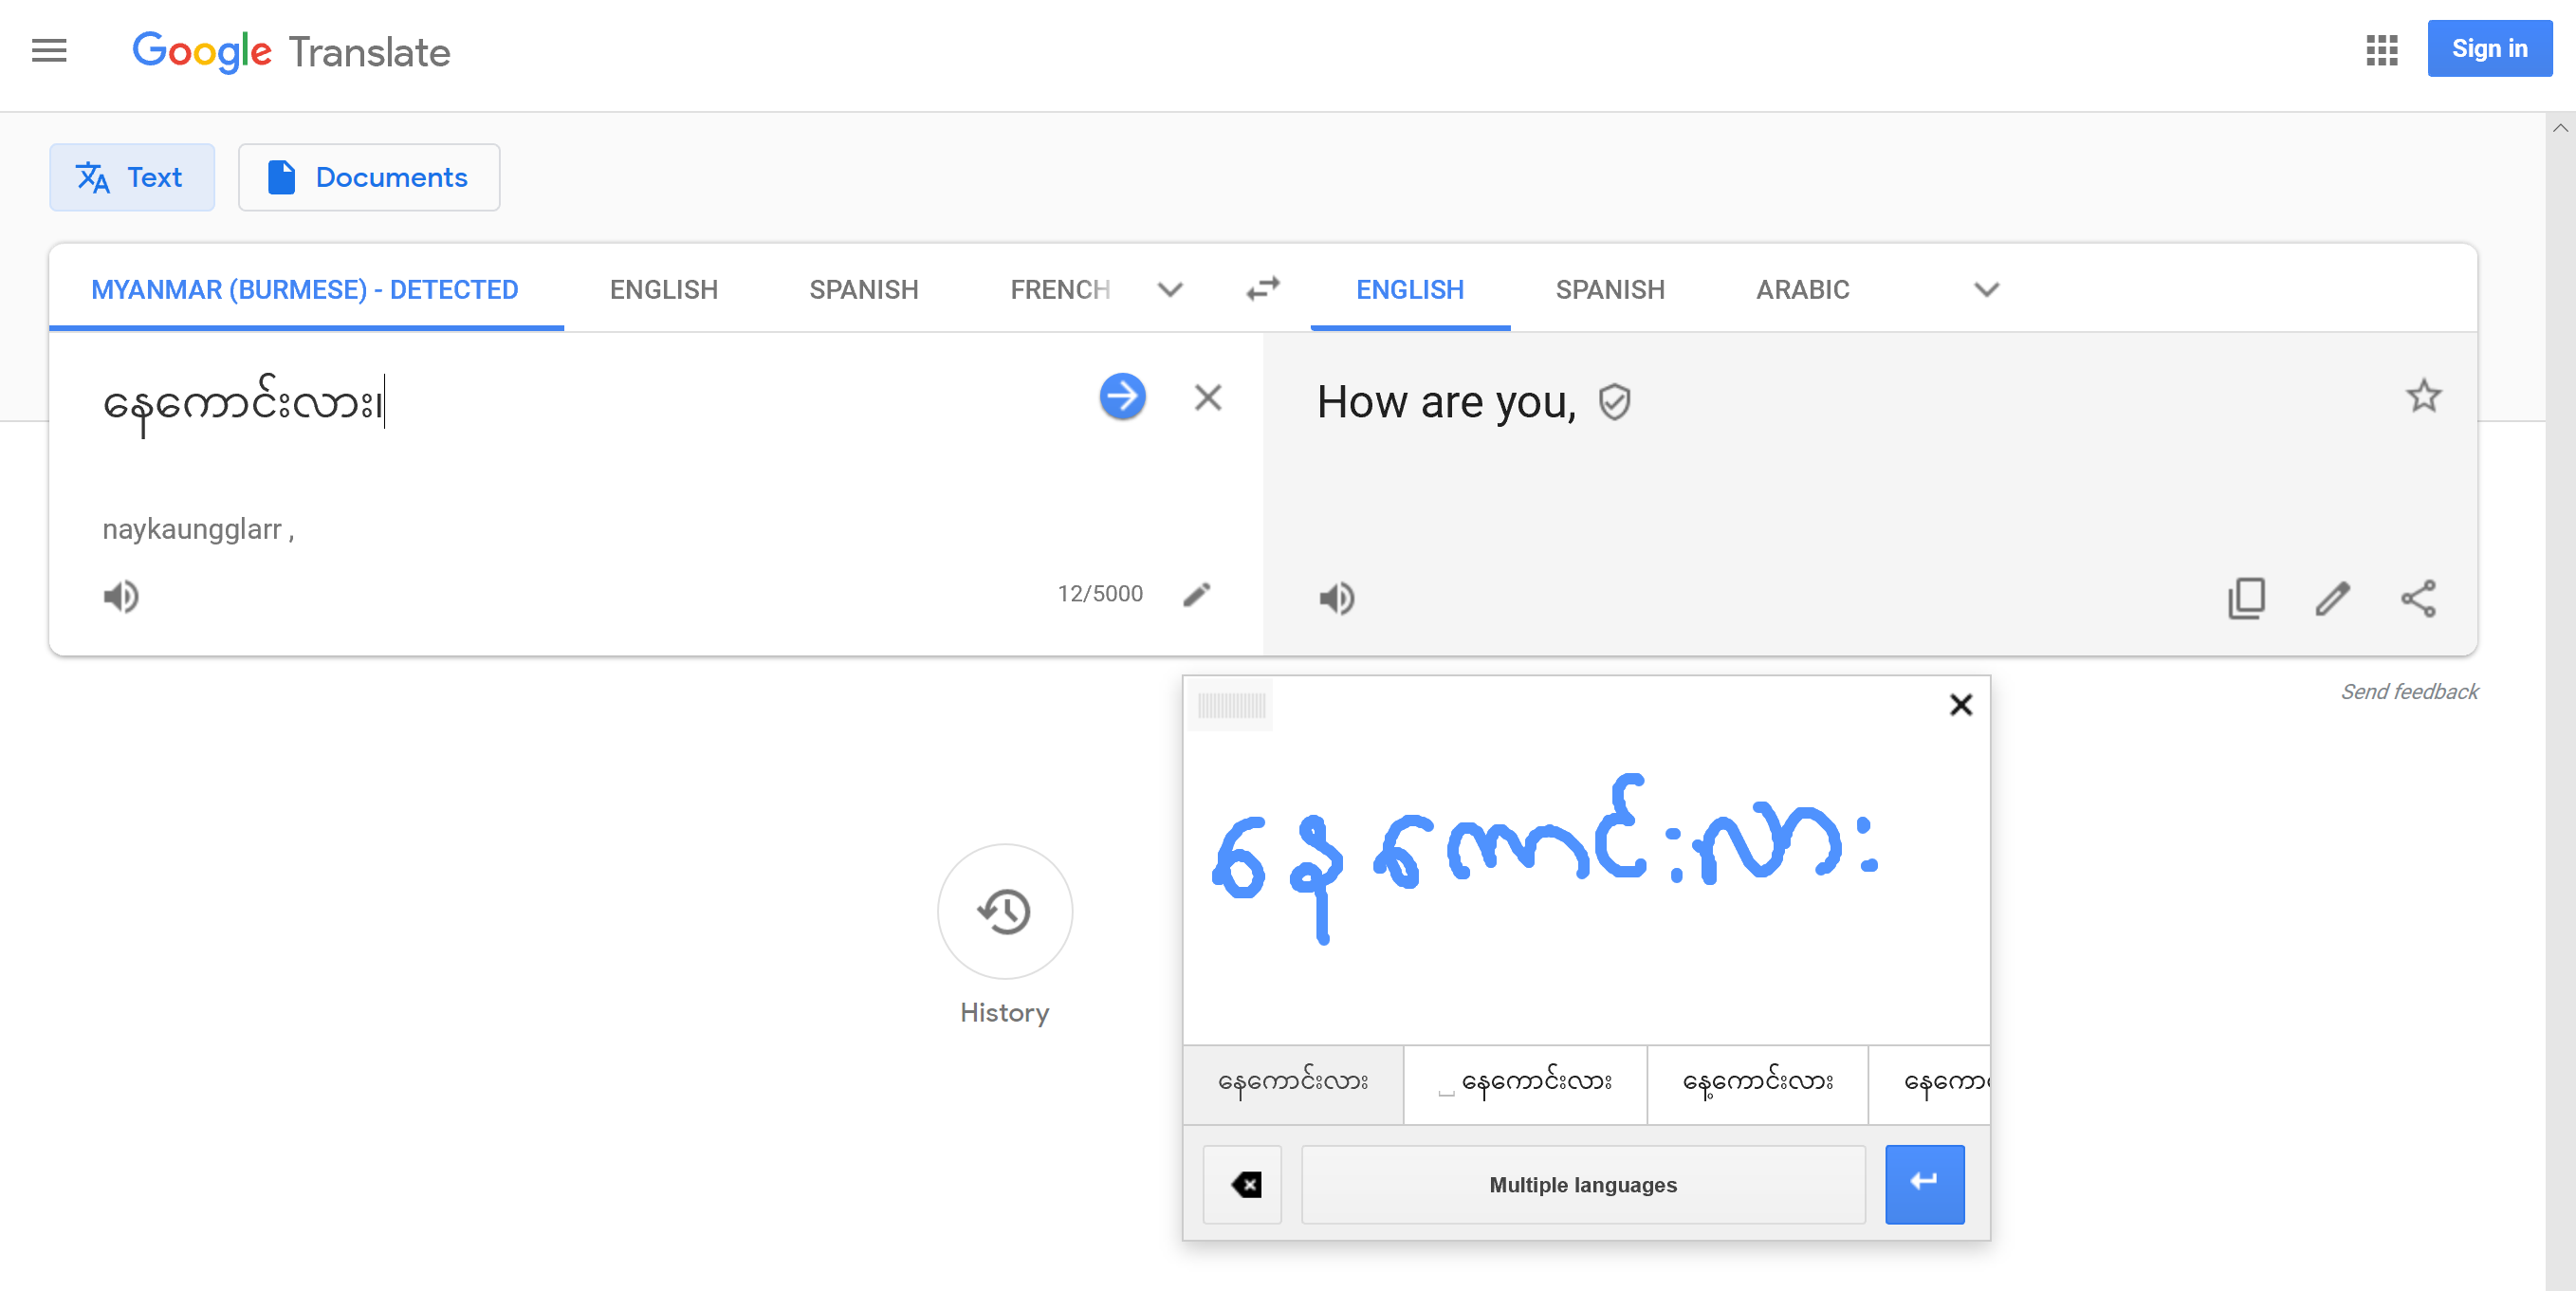 Google Translate
Sign in
Text
Documents
MYANMAR (BURMESE) - DETECTED
ENGLISH
SPANISH
FRENCH
ENGLISH
SPANISH
ARABIC
နေကောင်းလား၊
How are you,
naykaungglarr ,
12/5000
Send feedback
နေကောင်းလား
History
နေကောင်းလား
နေကောင်းလား
နေ့ကောင်းလား
နေကော
Multiple languages